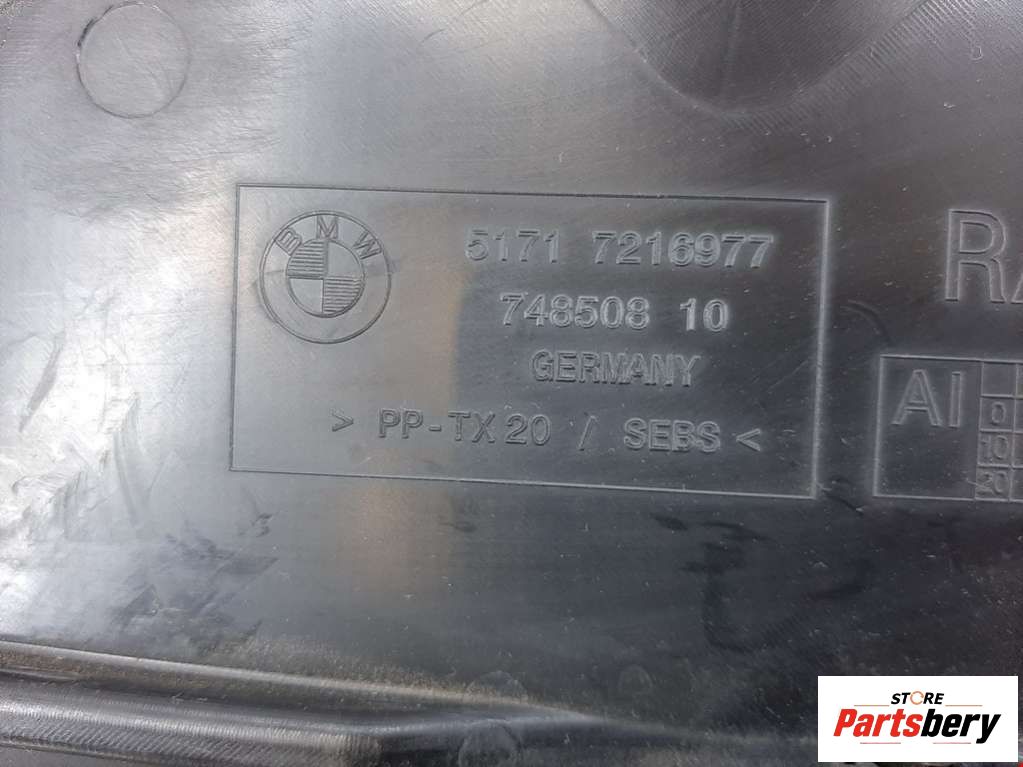 BMW
5171 7216977
748508 10
GERMANY
> PP-TX20 / SEBS <
AI
0
10
20
STORE
Partsbery